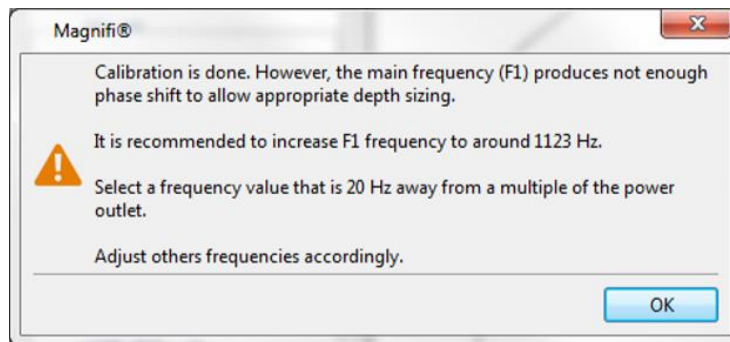 Magnifi®
Calibration is done. However, the main frequency (F1) produces not enough
phase shift to allow appropriate depth sizing.
It is recommended to increase F1 frequency to around 1123 Hz.
Select a frequency value that is 20 Hz away from a multiple of the power
outlet.
Adjust others frequencies accordingly.
OK